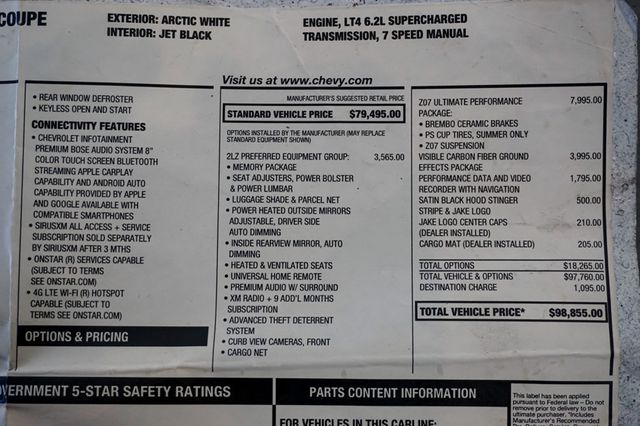 COUPE
EXTERIOR: ARCTIC WHITE
INTERIOR: JET BLACK
ENGINE, LT4 6.2L SUPERCHARGED
TRANSMISSION, 7 SPEED MANUAL
• REAR WINDOW DEFROSTER
• KEYLESS OPEN AND START
CONNECTIVITY FEATURES
• CHEVROLET INFOTAINMENT
PREMIUM BOSE AUDIO SYSTEM 8"
COLOR TOUCH SCREEN BLUETOOTH
STREAMING APPLE CARPLAY
CAPABILITY AND ANDROID AUTO
CAPABILITY PROVIDED BY APPLE
AND GOOGLE AVAILABLE WITH
COMPATIBLE SMARTPHONES
• SIRIUSXM ALL ACCESS + SERVICE
SUBSCRIPTION SOLD SEPARATELY
BY SIRIUSXM AFTER 3 MTHS
• ONSTAR (R) SERVICES CAPABLE
(SUBJECT TO TERMS
SEE ONSTAR.COM)
• 4G LTE WI-FI (R) HOTSPOT
CAPABLE (SUBJECT TO
TERMS SEE ONSTAR.COM)
OPTIONS & PRICING
Visit us at www.chevy.com
MANUFACTURER'S SUGGESTED RETAIL PRICE
STANDARD VEHICLE PRICE $79,495.00
OPTIONS INSTALLED BY THE MANUFACTURER (MAY REPLACE
STANDARD EQUIPMENT SHOWN)
2LZ PREFERRED EQUIPMENT GROUP: 3,565.00
• MEMORY PACKAGE
• SEAT ADJUSTERS, POWER BOLSTER
& POWER LUMBAR
• LUGGAGE SHADE & PARCEL NET
• POWER HEATED OUTSIDE MIRRORS
ADJUSTABLE, DRIVER SIDE
AUTO DIMMING
• INSIDE REARVIEW MIRROR, AUTO
DIMMING
• HEATED & VENTILATED SEATS
• UNIVERSAL HOME REMOTE
• PREMIUM AUDIO W/ SURROUND
• XM RADIO + 9 ADD'L MONTHS
SUBSCRIPTION
• ADVANCED THEFT DETERRENT
SYSTEM
• CURB VIEW CAMERAS, FRONT
• CARGO NET
Z07 ULTIMATE PERFORMANCE 7,995.00
PACKAGE:
• BREMBO CERAMIC BRAKES
• PS CUP TIRES, SUMMER ONLY
• Z07 SUSPENSION
VISIBLE CARBON FIBER GROUND 3,995.00
EFFECTS PACKAGE
PERFORMANCE DATA AND VIDEO 1,795.00
RECORDER WITH NAVIGATION
SATIN BLACK HOOD STINGER 500.00
STRIPE & JAKE LOGO
JAKE LOGO CENTER CAPS 210.00
(DEALER INSTALLED)
CARGO MAT (DEALER INSTALLED) 205.00
TOTAL OPTIONS $18,265.00
TOTAL VEHICLE & OPTIONS $97,760.00
DESTINATION CHARGE 1,095.00
TOTAL VEHICLE PRICE* $98,855.00
VERNMENT 5-STAR SAFETY RATINGS
PARTS CONTENT INFORMATION
FOR VEHICLES IN THIS CARLINE:
This label has been applied
pursuant to Federal law – Do not
remove prior to delivery to the
ultimate purchaser. *Includes
Manufacturer's Recommended